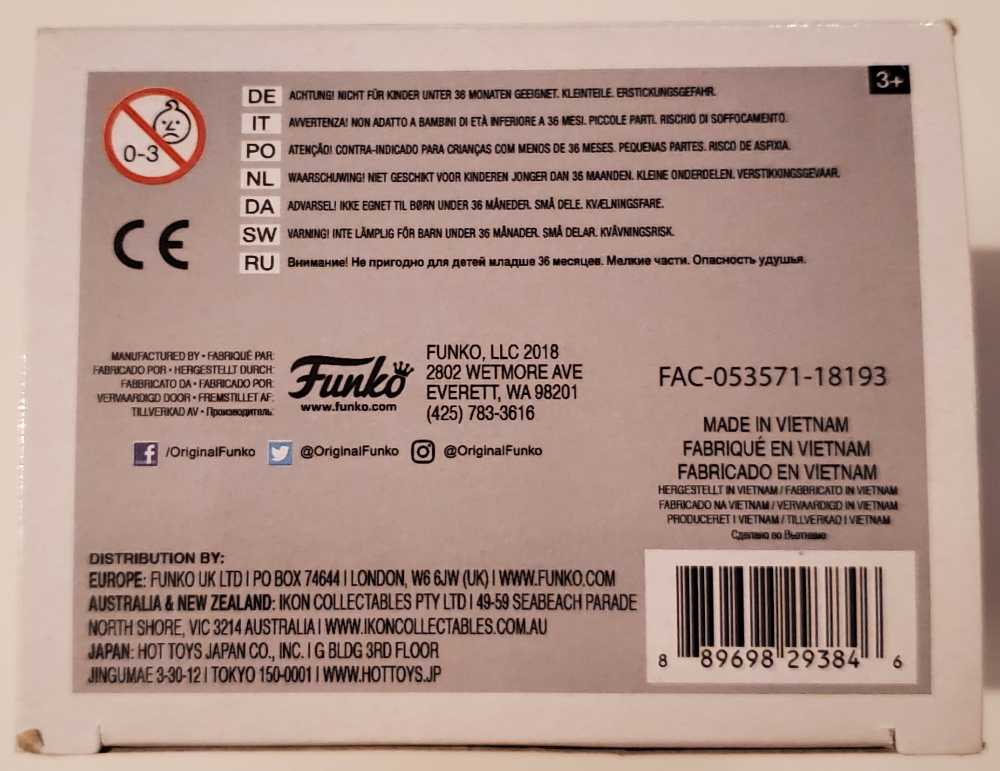 3+
0-3
DE ACHTUNG! NICHT FÜR KINDER UNTER 36 MONATEN GEEIGNET. KLEINTEILE. ERSTICKUNGSGEFAHR.
IT AVVERTENZA! NON ADATTO A BAMBINI DI ETÀ INFERIORE A 36 MESI. PICCOLE PARTI. RISCHIO DI SOFFOCAMENTO.
PO ATENÇÃO! CONTRA-INDICADO PARA CRIANÇAS COM MENOS DE 36 MESES. PEQUENAS PARTES. RISCO DE ASFIXIA.
NL WAARSCHUWING! NIET GESCHIKT VOOR KINDEREN JONGER DAN 36 MAANDEN. KLEINE ONDERDELEN. VERSTIKKINGSGEVAAR.
DA ADVARSEL! IKKE EGNET TIL BØRN UNDER 36 MÅNEDER. SMÅ DELE. KVÆLNINGSFARE.
SW VARNING! INTE LÄMPLIG FÖR BARN UNDER 36 MÅNADER. SMÅ DELAR. KVÄVNINGSRISK.
RU Внимание! Не пригодно для детей младше 36 месяцев. Мелкие части. Опасность удушья.
CE
MANUFACTURED BY • FABRIQUÉ PAR:
FABRICADO POR • HERGESTELLT DURCH:
FABBRICATO DA • FABRICADO POR:
VERVAARDIGD DOOR • FREMSTILLET AF:
TILLVERKAD AV • Производитель:
Funko
www.funko.com
FUNKO, LLC 2018
2802 WETMORE AVE
EVERETT, WA 98201
(425) 783-3616
f /OriginalFunko @OriginalFunko @OriginalFunko
FAC-053571-18193
MADE IN VIETNAM
FABRIQUÉ EN VIETNAM
FABRICADO EN VIETNAM
HERGESTELLT IN VIETNAM / FABBRICATO IN VIETNAM
FABRICADO NA VIETNAM / VERVAARDIGD IN VIETNAM
PRODUCERET I VIETNAM / TILLVERKAD I VIETNAM
Сделано во Вьетнаме
DISTRIBUTION BY:
EUROPE: FUNKO UK LTD | PO BOX 74644 | LONDON, W6 6JW (UK) | WWW.FUNKO.COM
AUSTRALIA & NEW ZEALAND: IKON COLLECTABLES PTY LTD | 49-59 SEABEACH PARADE
NORTH SHORE, VIC 3214 AUSTRALIA | WWW.IKONCOLLECTABLES.COM.AU
JAPAN: HOT TOYS JAPAN CO., INC. | G BLDG 3RD FLOOR
JINGUMAE 3-30-12 | TOKYO 150-0001 | WWW.HOTTOYS.JP
8 89698 29384 6